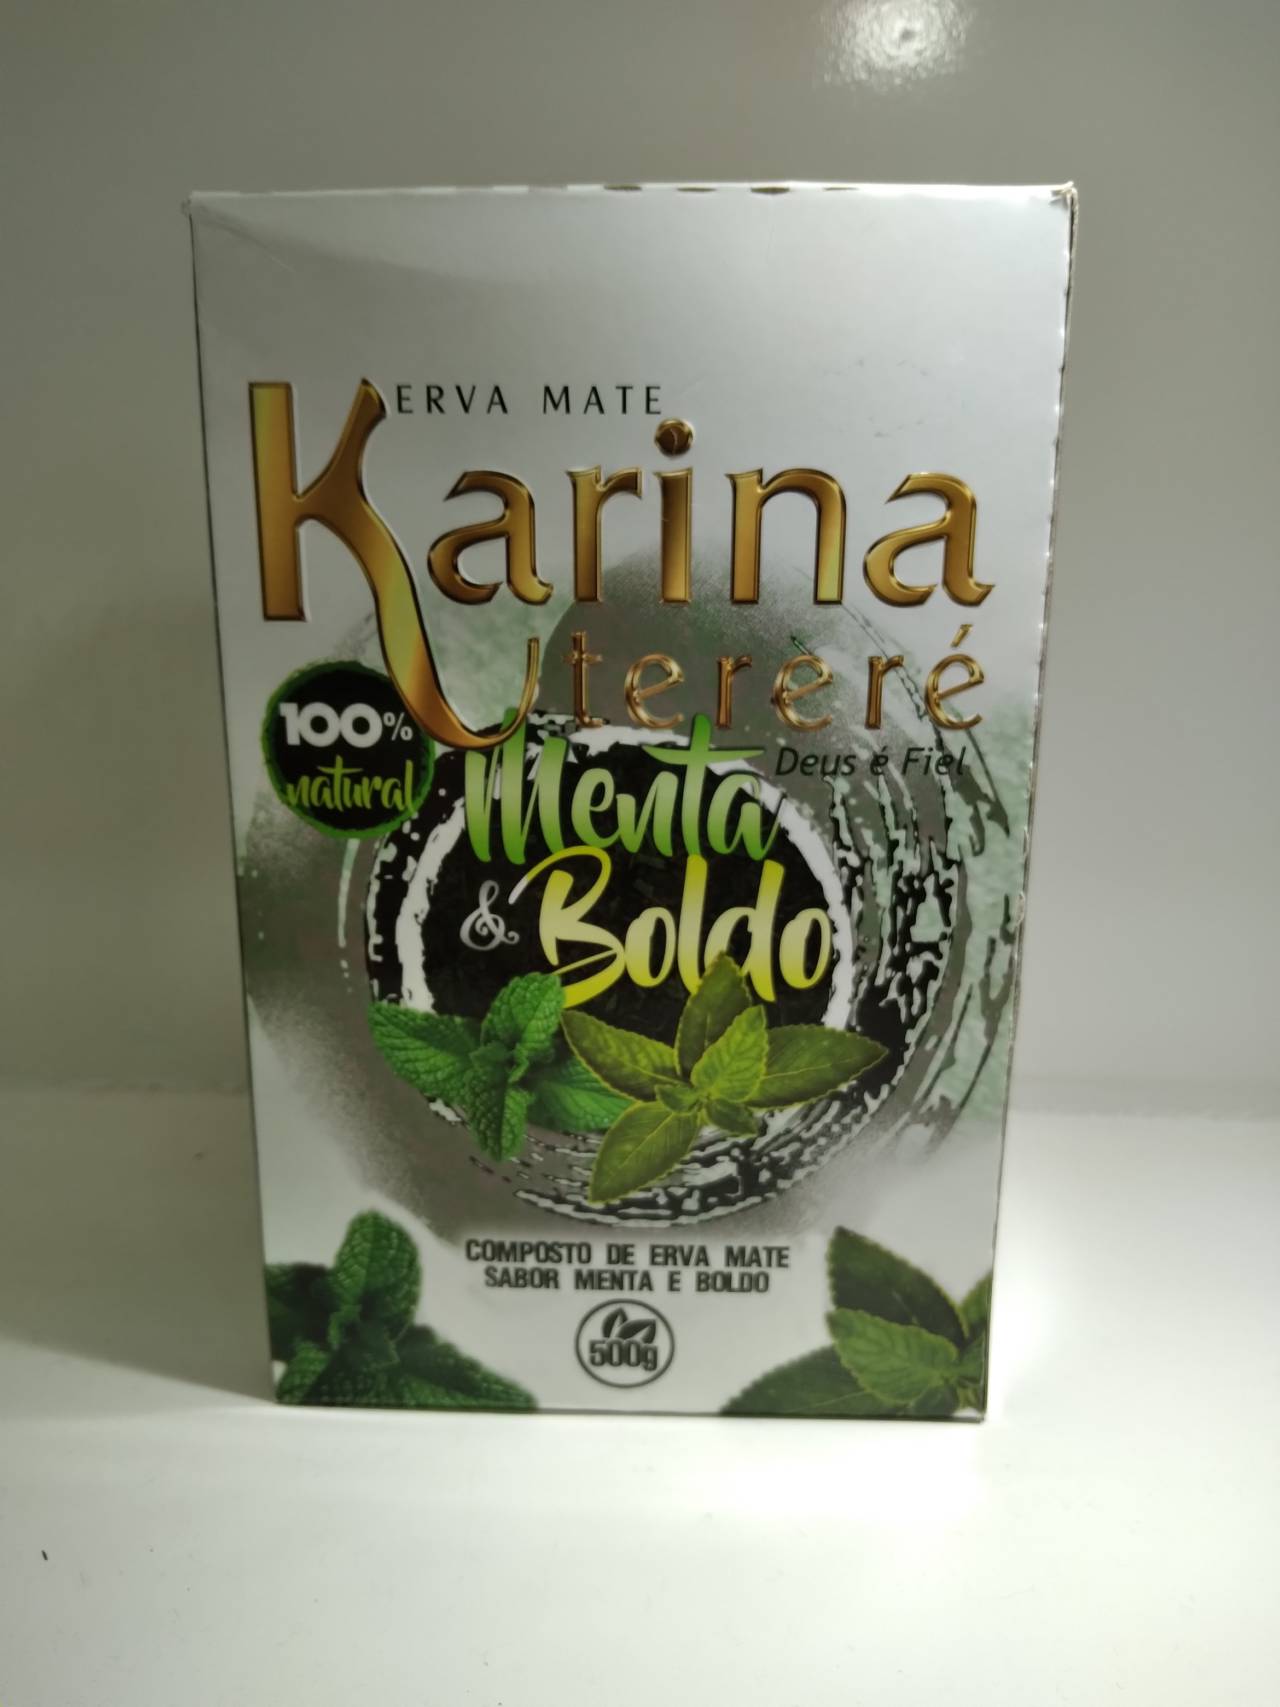 ERVA MATE
Karina
tereré
Deus é Fiel
100%
natural
Menta
& Boldo
COMPOSTO DE ERVA MATE
SABOR MENTA E BOLDO
500g